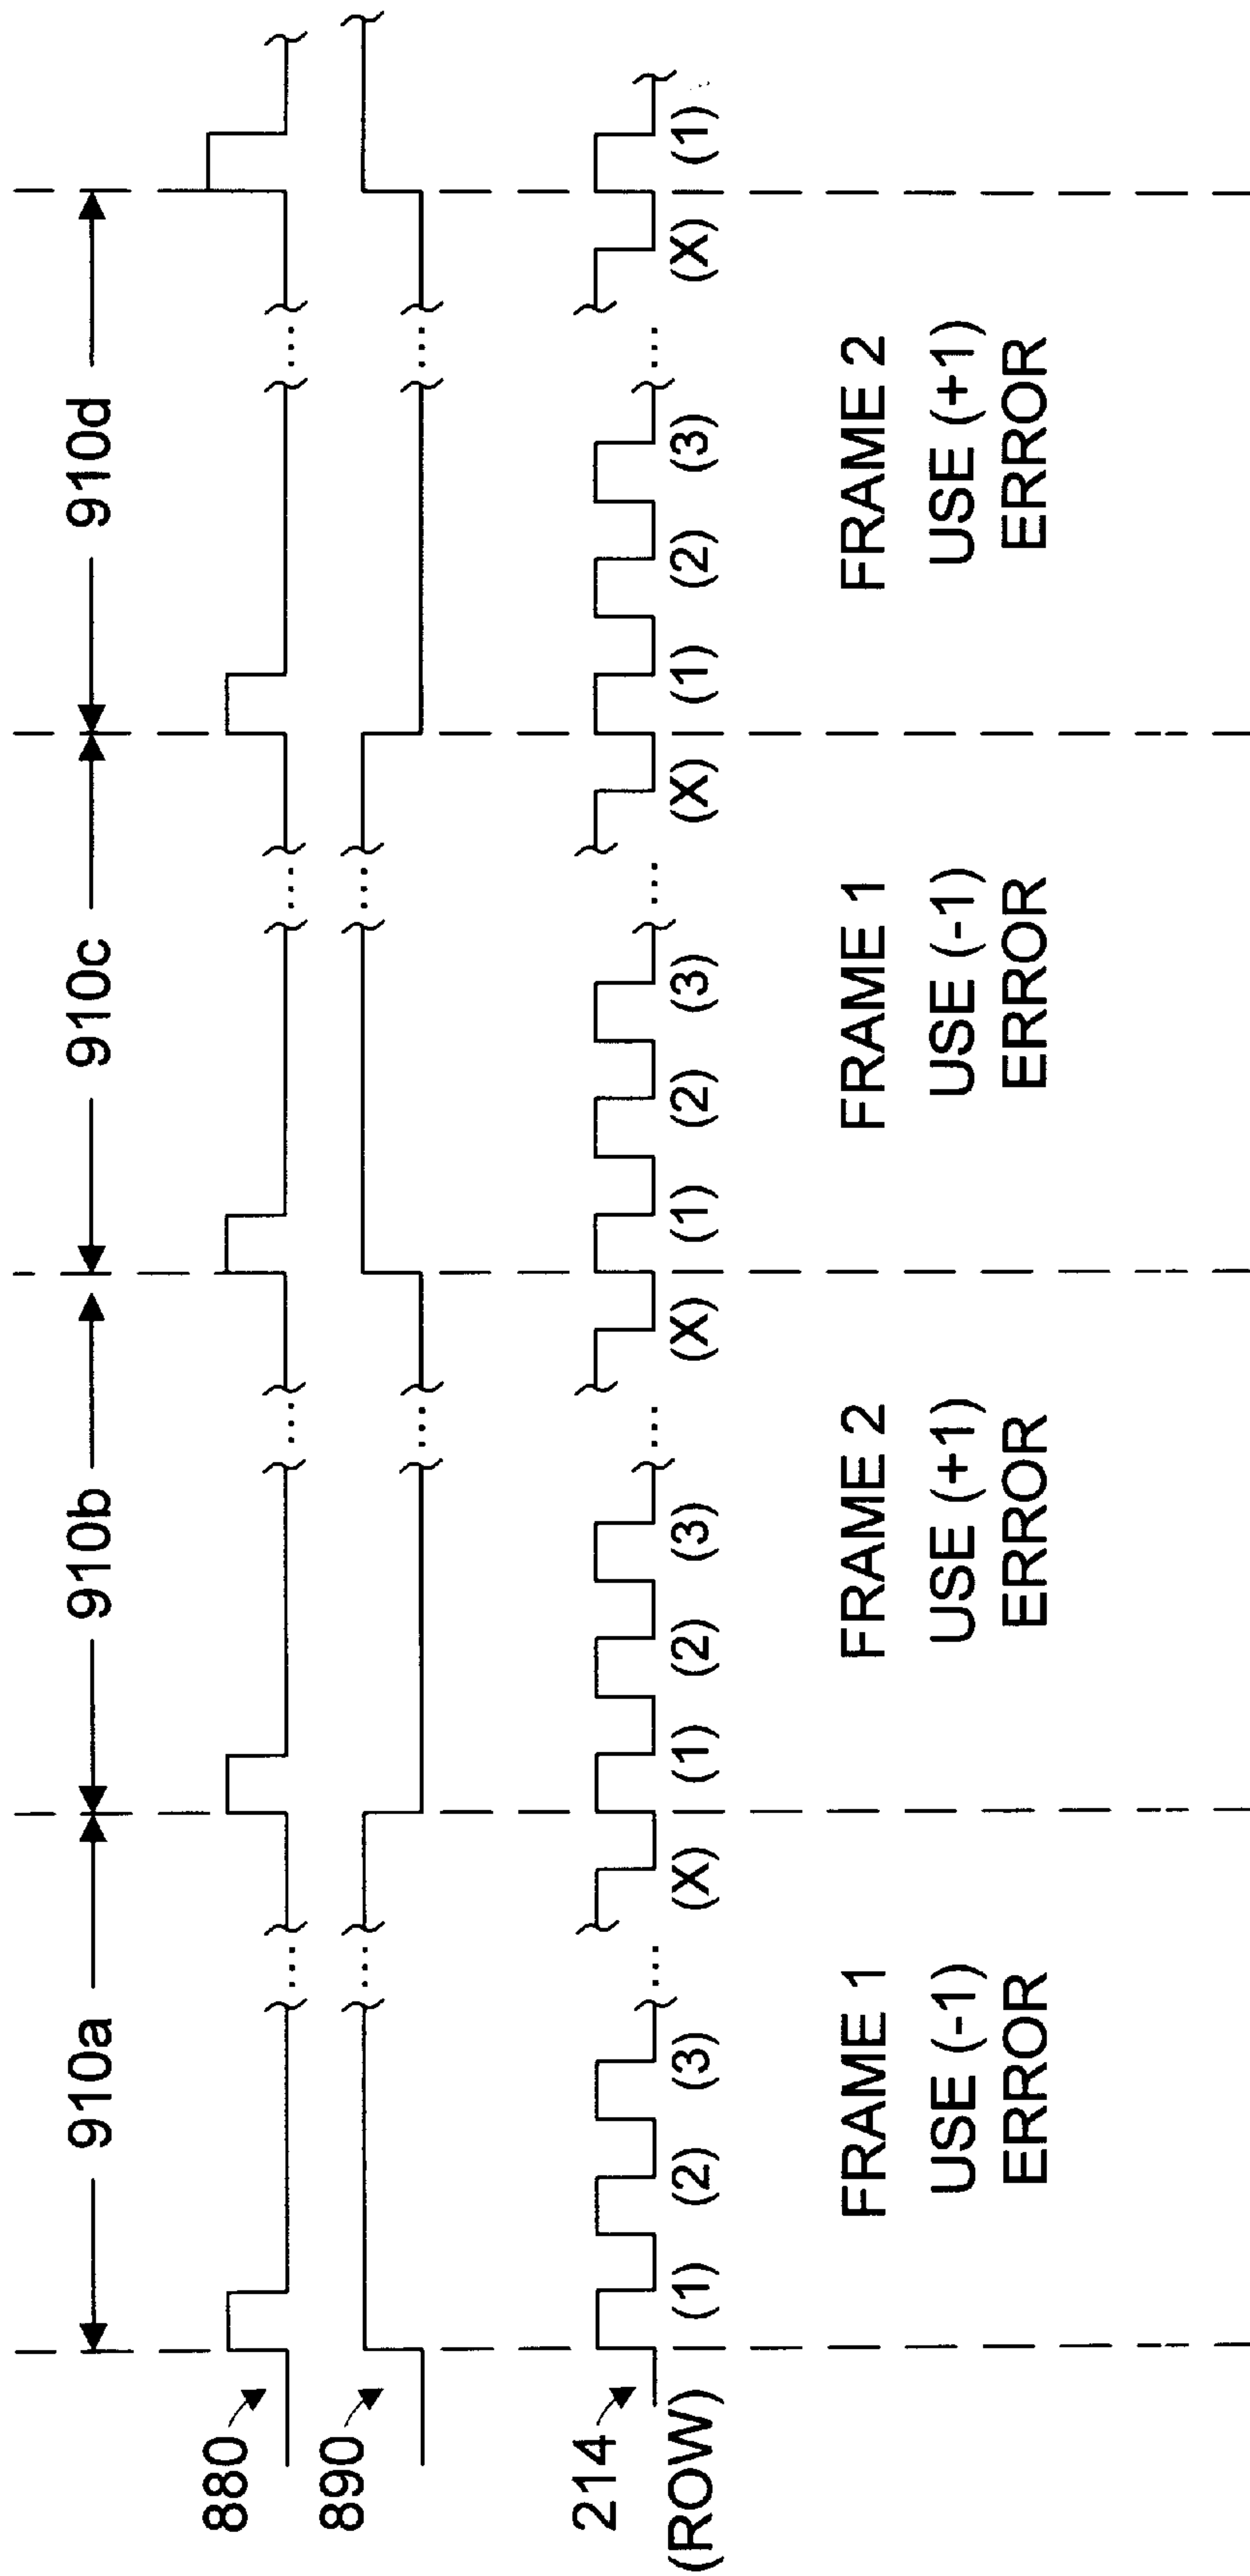 910a 910b 910c 910d
880
890
214
(ROW) (1) (2) (3) ... (X) (1) (2) (3) ... (X) (1) (2) (3) ... (X) (1) (2) (3) ... (X) (1)
FRAME 1 FRAME 2 FRAME 1 FRAME 2
USE (-1) USE (+1) USE (-1) USE (+1)
ERROR ERROR ERROR ERROR